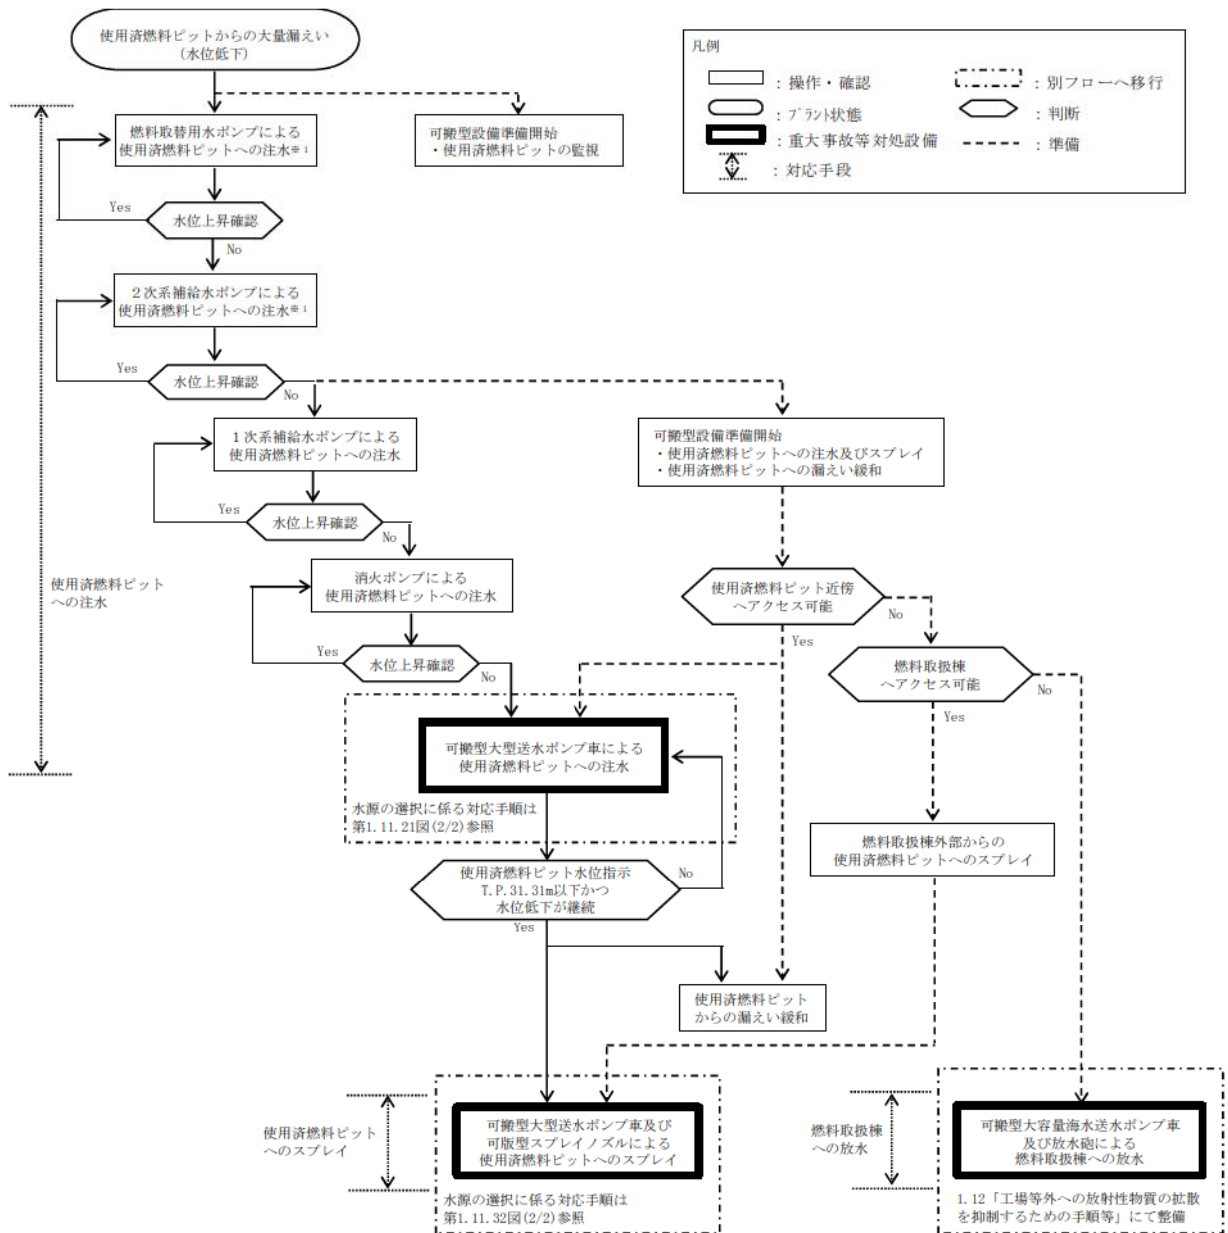 使用済燃料ピットからの大量漏えい
(水位低下)
凡例
：操作・確認
：別フローへ移行
：プラント状態
：判断
：重大事故等対処設備
：準備
：対応手段
燃料取替用水ポンプによる
使用済燃料ピットへの注水※1
可搬型設備準備開始
・使用済燃料ピットの監視
Yes
水位上昇確認
No
2次系補給水ポンプによる
使用済燃料ピットへの注水※1
Yes
水位上昇確認
No
1次系補給水ポンプによる
使用済燃料ピットへの注水
可搬型設備準備開始
・使用済燃料ピットへの注水及びスプレイ
・使用済燃料ピットへの漏えい緩和
Yes
水位上昇確認
No
使用済燃料ピット
への注水
消火ポンプによる
使用済燃料ピットへの注水
使用済燃料ピット近傍
へアクセス可能
No
Yes
Yes
水位上昇確認
No
燃料取扱棟
へアクセス可能
No
Yes
可搬型大型送水ポンプ車による
使用済燃料ピットへの注水
水源の選択に係る対応手順は
第1.11.21図(2/2)参照
燃料取扱棟外部からの
使用済燃料ピットへのスプレイ
使用済燃料ピット水位指示
T.P.31.31m以下かつ
水位低下が継続
No
Yes
使用済燃料ピット
からの漏えい緩和
使用済燃料ピット
へのスプレイ
可搬型大型送水ポンプ車及び
可版型スプレイノズルによる
使用済燃料ピットへのスプレイ
水源の選択に係る対応手順は
第1.11.32図(2/2)参照
燃料取扱棟
への放水
可搬型大容量海水送水ポンプ車
及び放水砲による
燃料取扱棟への放水
1.12「工場等外への放射性物質の拡散
を抑制するための手順等」にて整備